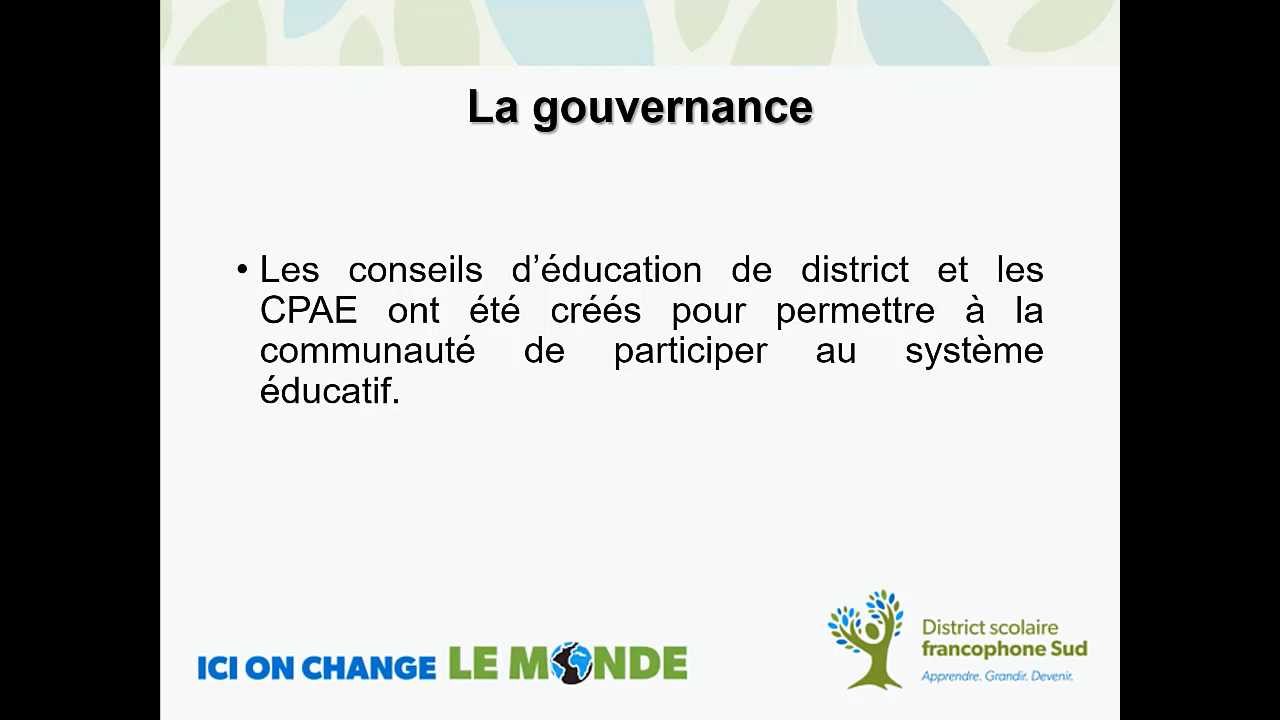 La gouvernance
• Les conseils d’éducation de district et les
CPAE ont été créés pour permettre à la
communauté de participer au système
éducatif.
ICI ON CHANGE LE MONDE
District scolaire
francophone Sud
Apprendre. Grandir. Devenir.